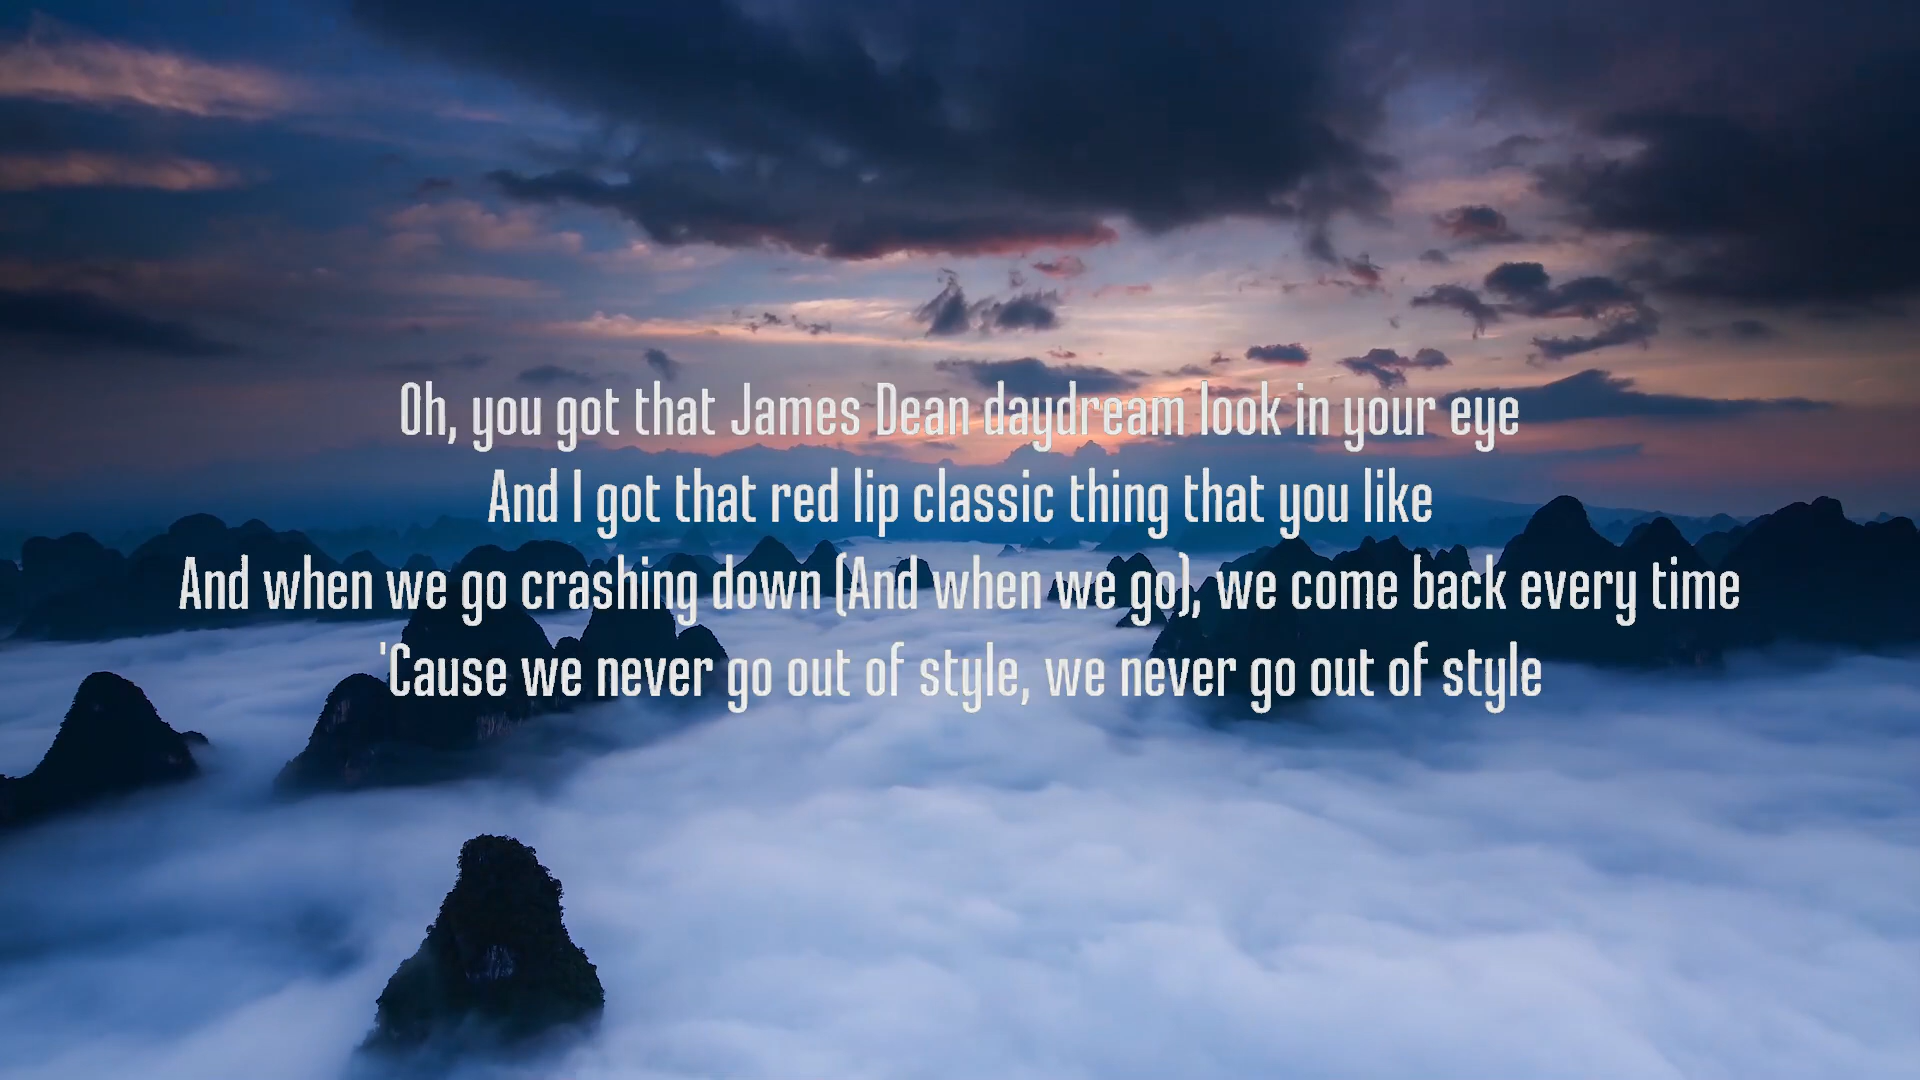 Oh, you got that James Dean daydream look in your eye
And I got that red lip classic thing that you like
And when we go crashing down (And when we go), we come back every time
'Cause we never go out of style, we never go out of style